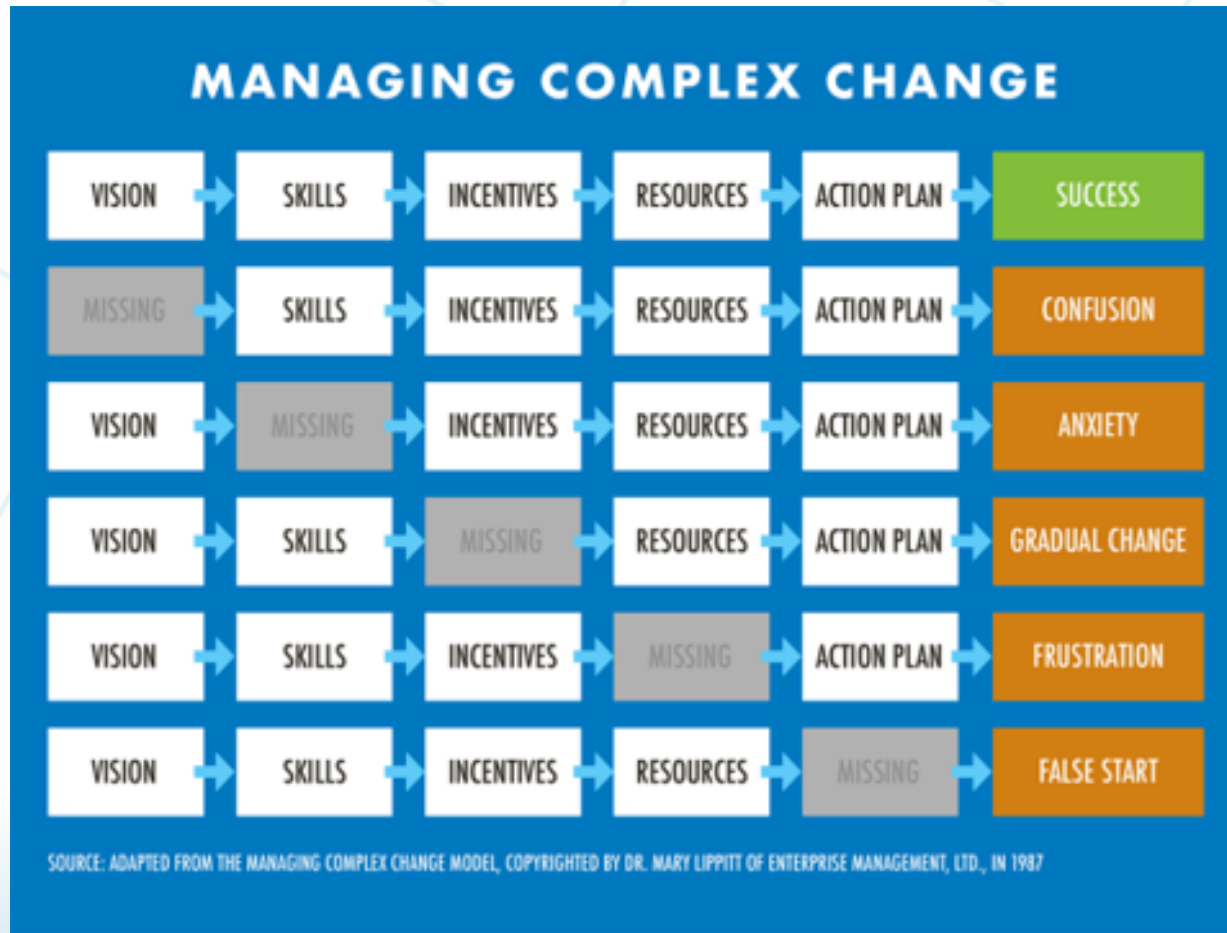 MANAGING COMPLEX CHANGE
VISION SKILLS INCENTIVES RESOURCES ACTION PLAN SUCCESS
MISSING SKILLS INCENTIVES RESOURCES ACTION PLAN CONFUSION
VISION MISSING INCENTIVES RESOURCES ACTION PLAN ANXIETY
VISION SKILLS MISSING RESOURCES ACTION PLAN GRADUAL CHANGE
VISION SKILLS INCENTIVES MISSING ACTION PLAN FRUSTRATION
VISION SKILLS INCENTIVES RESOURCES MISSING FALSE START
SOURCE: ADAPTED FROM THE MANAGING COMPLEX CHANGE MODEL, COPYRIGHTED BY DR. MARY LIPPITT OF ENTERPRISE MANAGEMENT, LTD., IN 1987